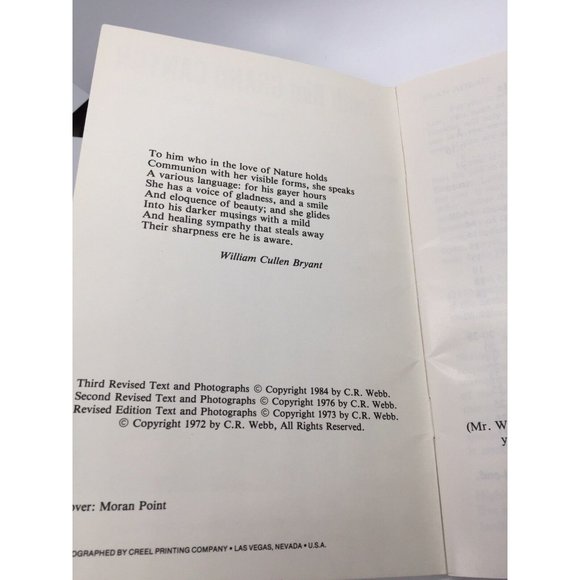 To him who in the love of Nature holds
Communion with her visible forms, she speaks
A various language: for his gayer hours
She has a voice of gladness, and a smile
And eloquence of beauty; and she glides
Into his darker musings with a mild
And healing sympathy that steals away
Their sharpness ere he is aware.
William Cullen Bryant
Third Revised Text and Photographs © Copyright 1984 by C.R. Webb.
Second Revised Text and Photographs © Copyright 1976 by C.R. Webb.
Revised Edition Text and Photographs © Copyright 1973 by C.R. Webb.
© Copyright 1972 by C.R. Webb, All Rights Reserved.
over: Moran Point
OGRAPHED BY CREEL PRINTING COMPANY • LAS VEGAS, NEVADA • U.S.A.
(Mr. W
y